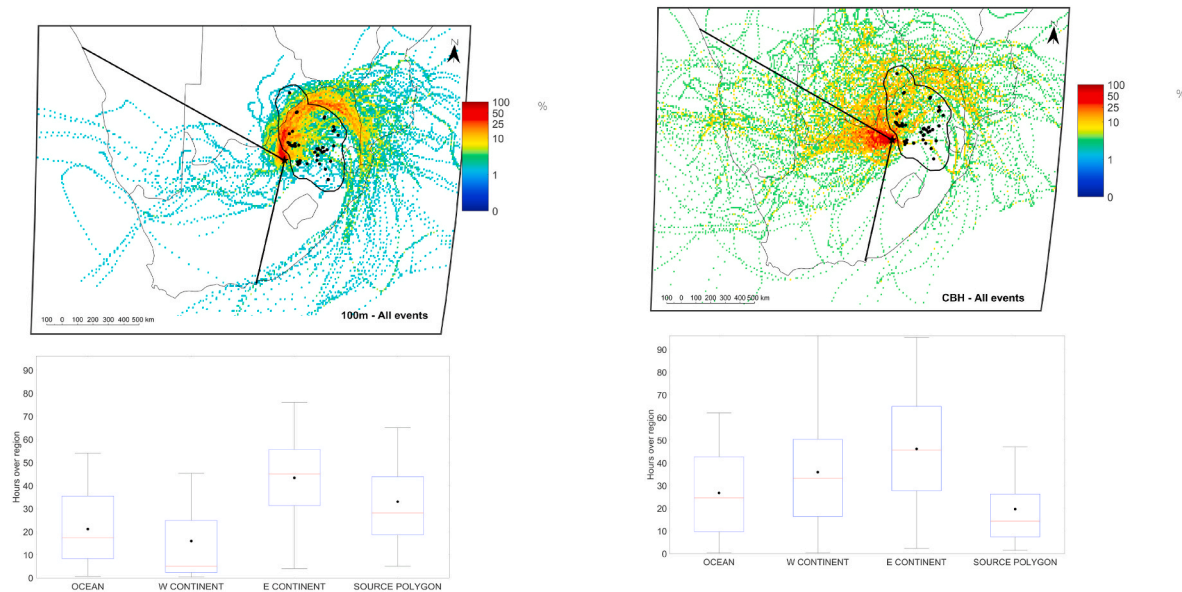 N
100
50
25
10
1
0
%
100 0 100 200 300 400 500 km
100m - All events
100
50
25
10
1
0
%
100 0 100 200 300 400 500 km
CBH - All events
Hours over region
90
80
70
60
50
40
30
20
10
0
OCEAN
W CONTINENT
E CONTINENT
SOURCE POLYGON
Hours over region
90
80
70
60
50
40
30
20
10
0
OCEAN
W CONTINENT
E CONTINENT
SOURCE POLYGON